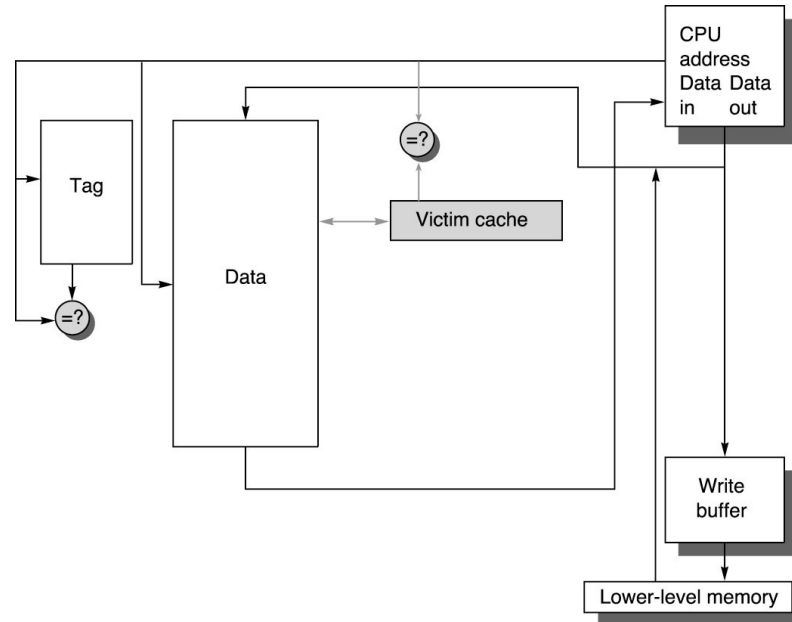 CPU
address
Data Data
in out
=?
Tag
Victim cache
Data
=?
Write
buffer
Lower-level memory